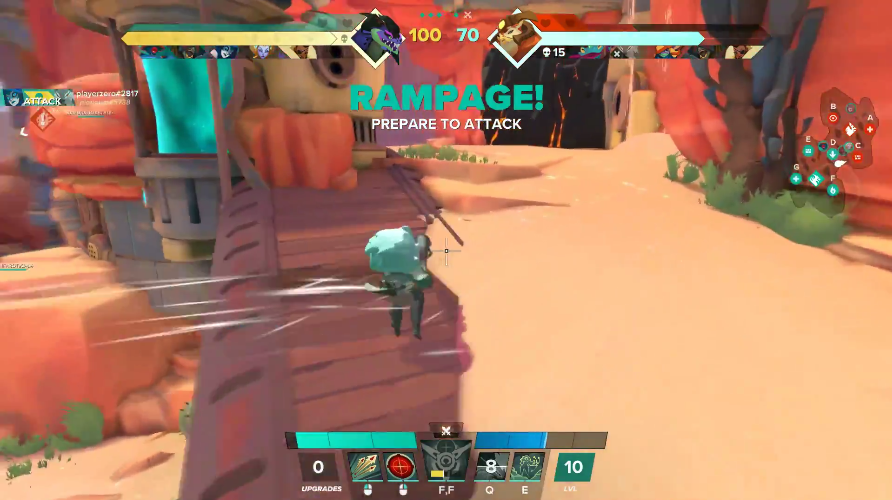 100 70
15
ATTACK
playerzero#2817
RAMPAGE!
PREPARE TO ATTACK
B
A
E D C
G F
0
8
10
UPGRADES
F,F
Q
E
LVL